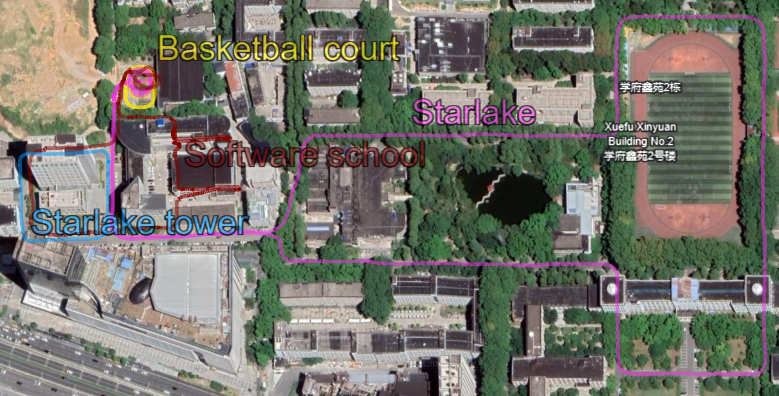 Basketball court
学府鑫苑2栋
Starlake
Xuefu Xinyuan
Building No.2
学府鑫苑2号楼
Software school
Starlake tower